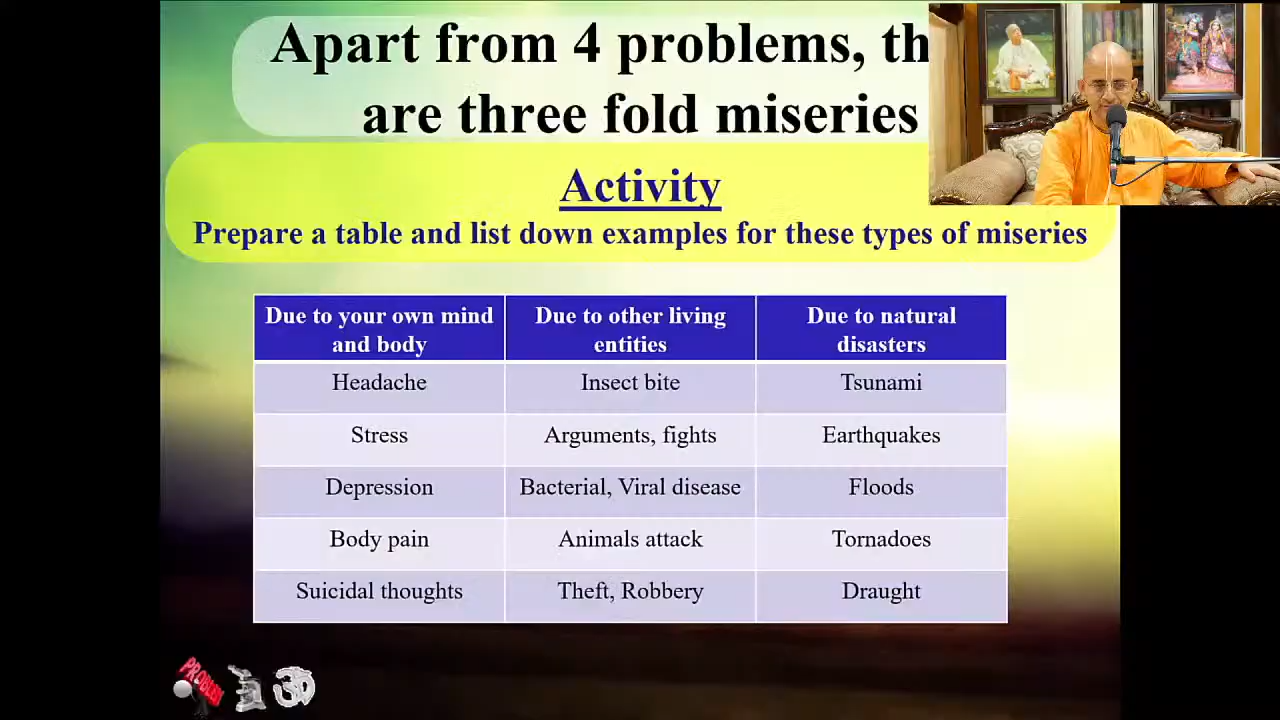 Apart from 4 problems, th
are three fold miseries
Activity
Prepare a table and list down examples for these types of miseries
Due to your own mind and body
Due to other living entities
Due to natural disasters
Headache
Insect bite
Tsunami
Stress
Arguments, fights
Earthquakes
Depression
Bacterial, Viral disease
Floods
Body pain
Animals attack
Tornadoes
Suicidal thoughts
Theft, Robbery
Draught
PROBLEM
ॐ